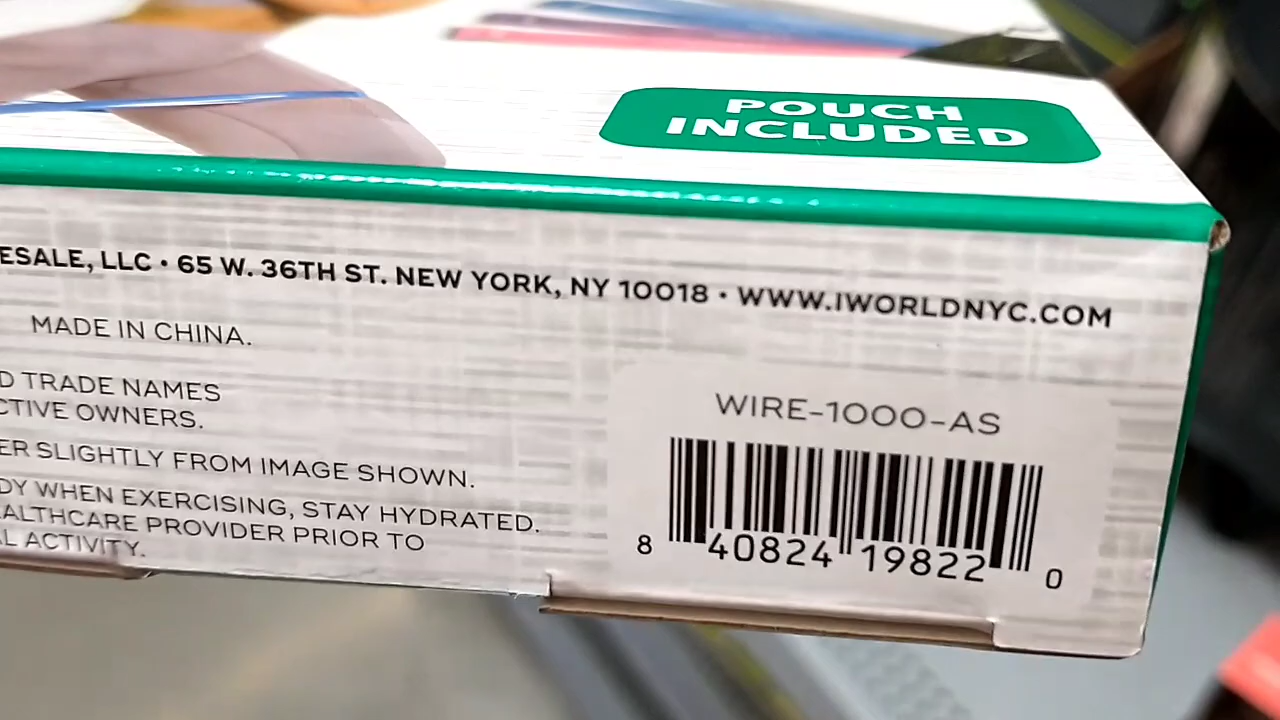 POUCH
INCLUDED
ESALE, LLC • 65 W. 36TH ST. NEW YORK, NY 10018 • WWW.IWORLDNYC.COM
MADE IN CHINA.
D TRADE NAMES
CTIVE OWNERS.
ER SLIGHTLY FROM IMAGE SHOWN.
DY WHEN EXERCISING, STAY HYDRATED.
EALTHCARE PROVIDER PRIOR TO
L ACTIVITY.
WIRE-1000-AS
8 40824 19822 0